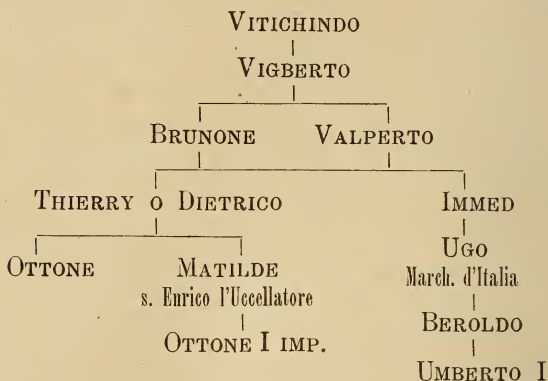 VITICHINDO
VIGBERTO
BRUNONE VALPERTO
THIERRY O DIETRICO IMMED
OTTONE MATILDE UGO
s. Enrico l'Uccellatore March. d'Italia
OTTONE I IMP. BEROLDO
UMBERTO I